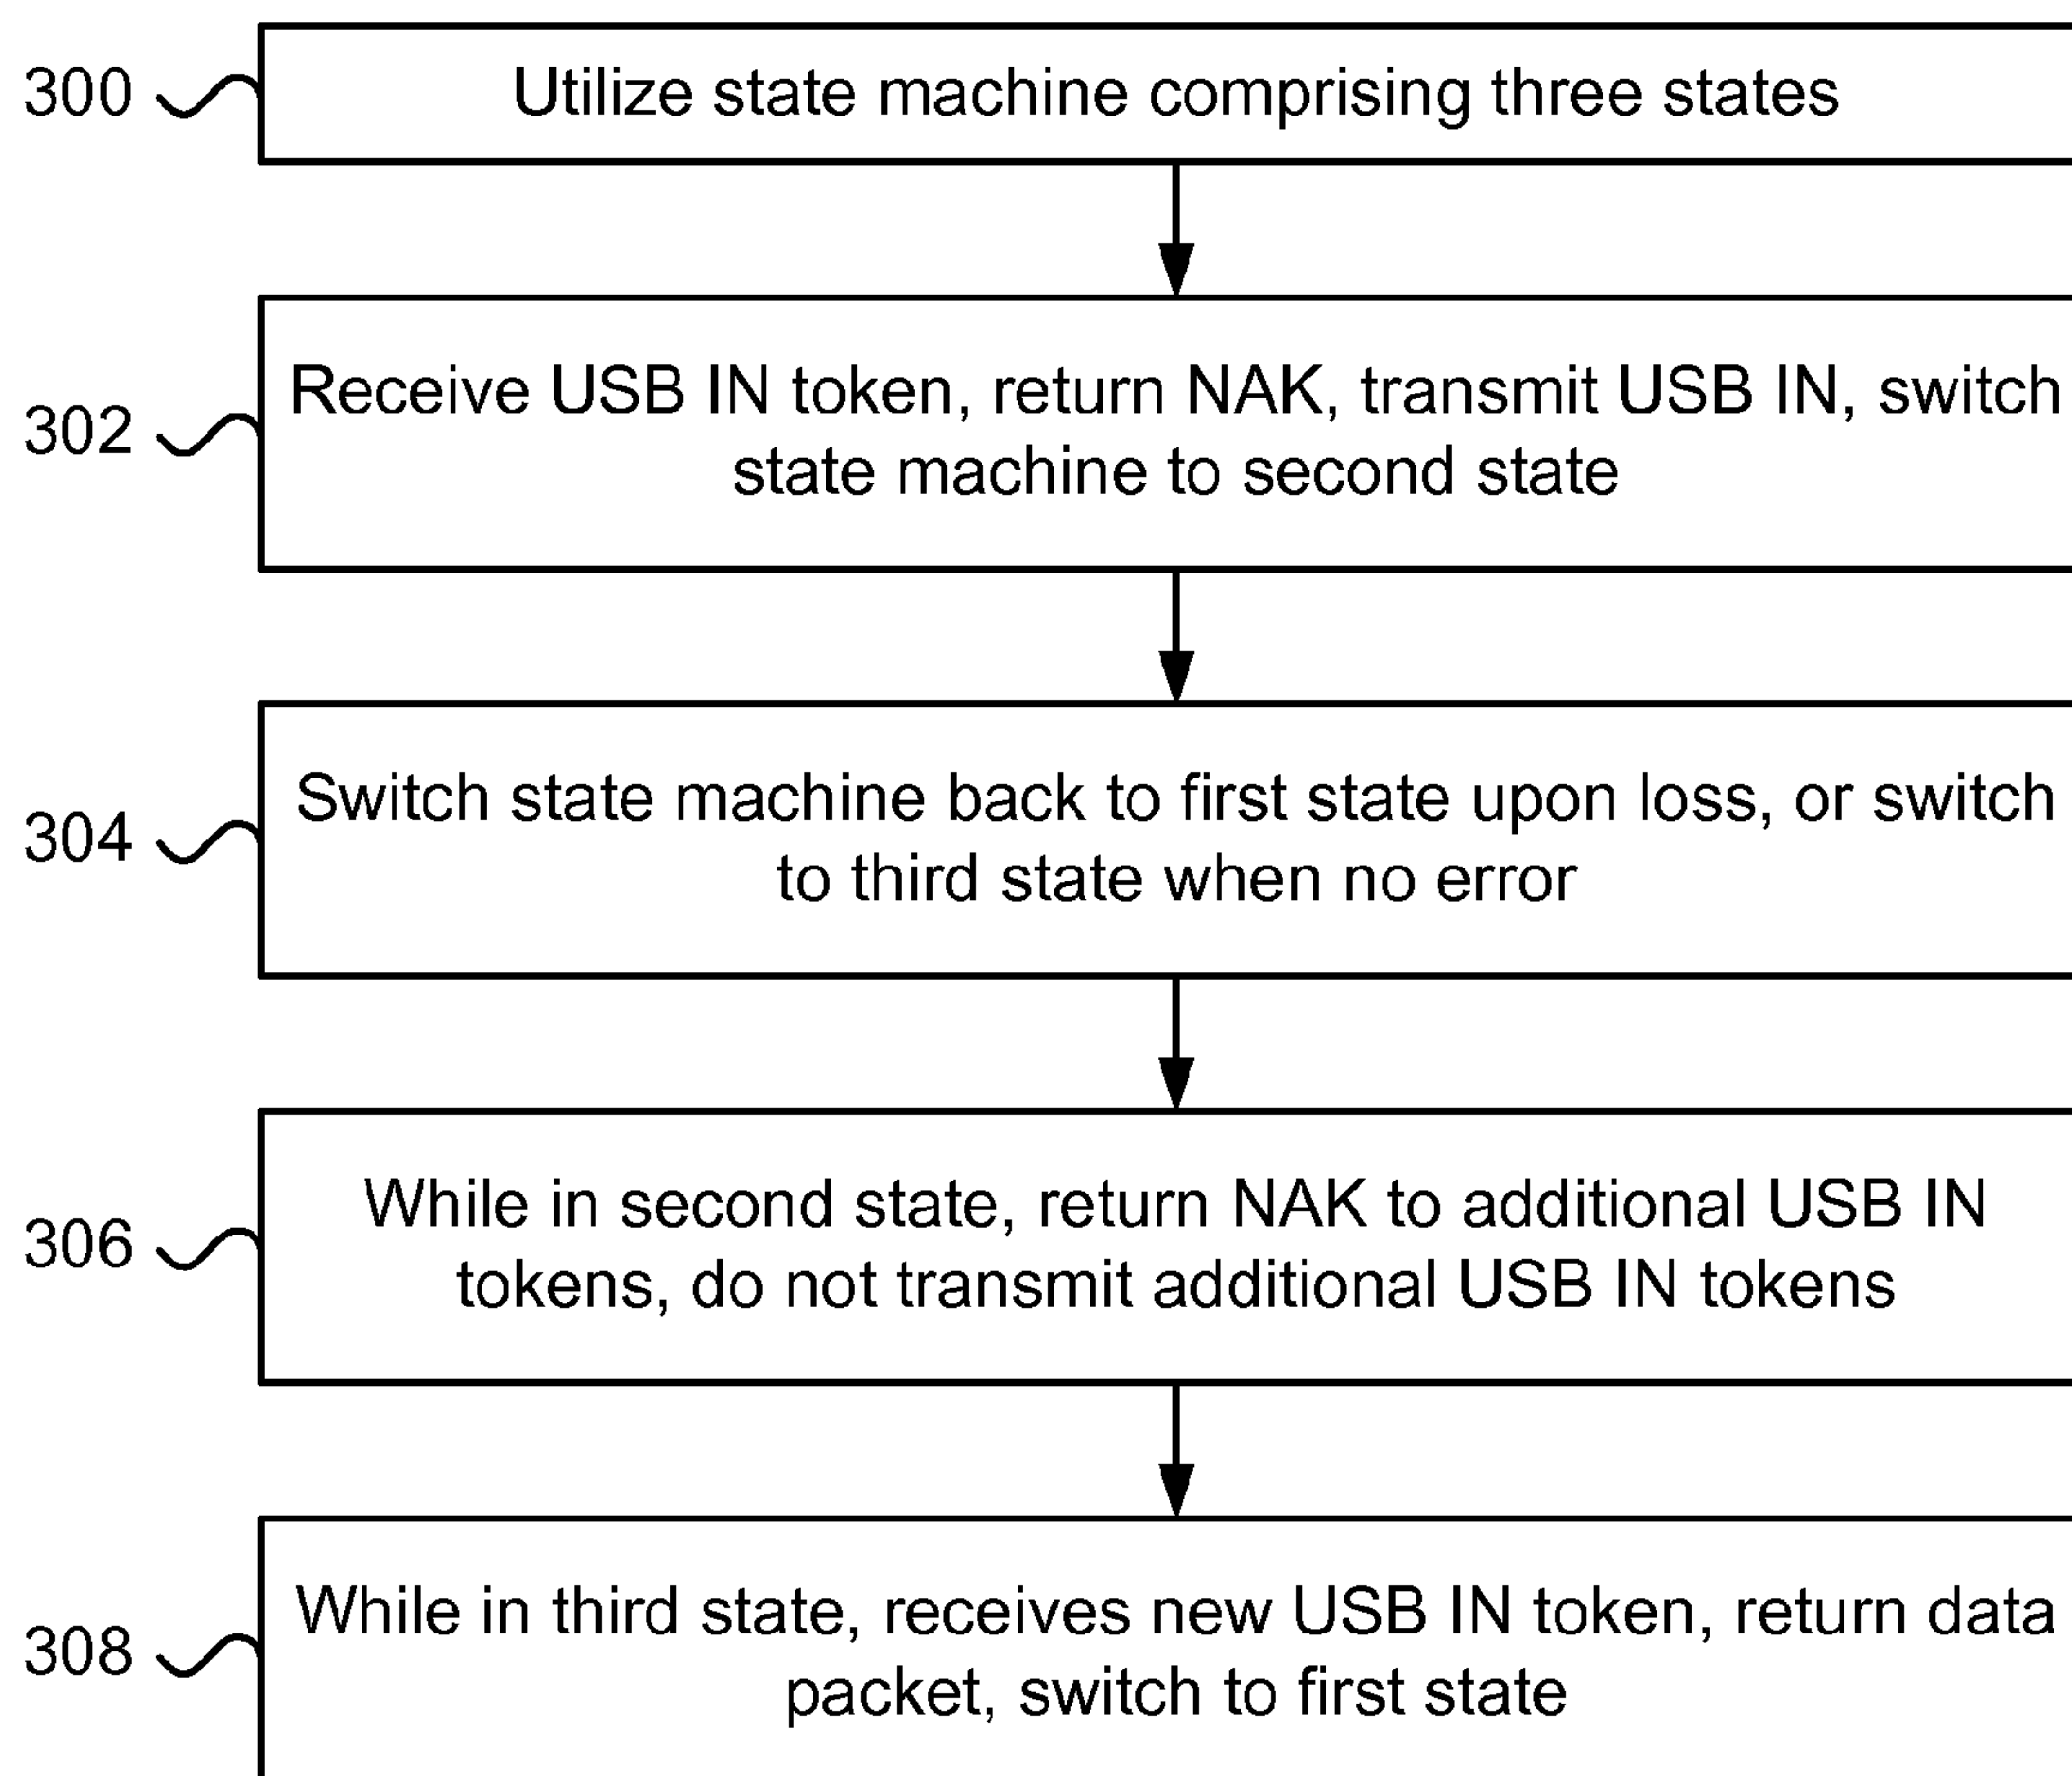 300
Utilize state machine comprising three states
302
Receive USB IN token, return NAK, transmit USB IN, switch
state machine to second state
304
Switch state machine back to first state upon loss, or switch
to third state when no error
306
While in second state, return NAK to additional USB IN
tokens, do not transmit additional USB IN tokens
308
While in third state, receives new USB IN token, return data
packet, switch to first state